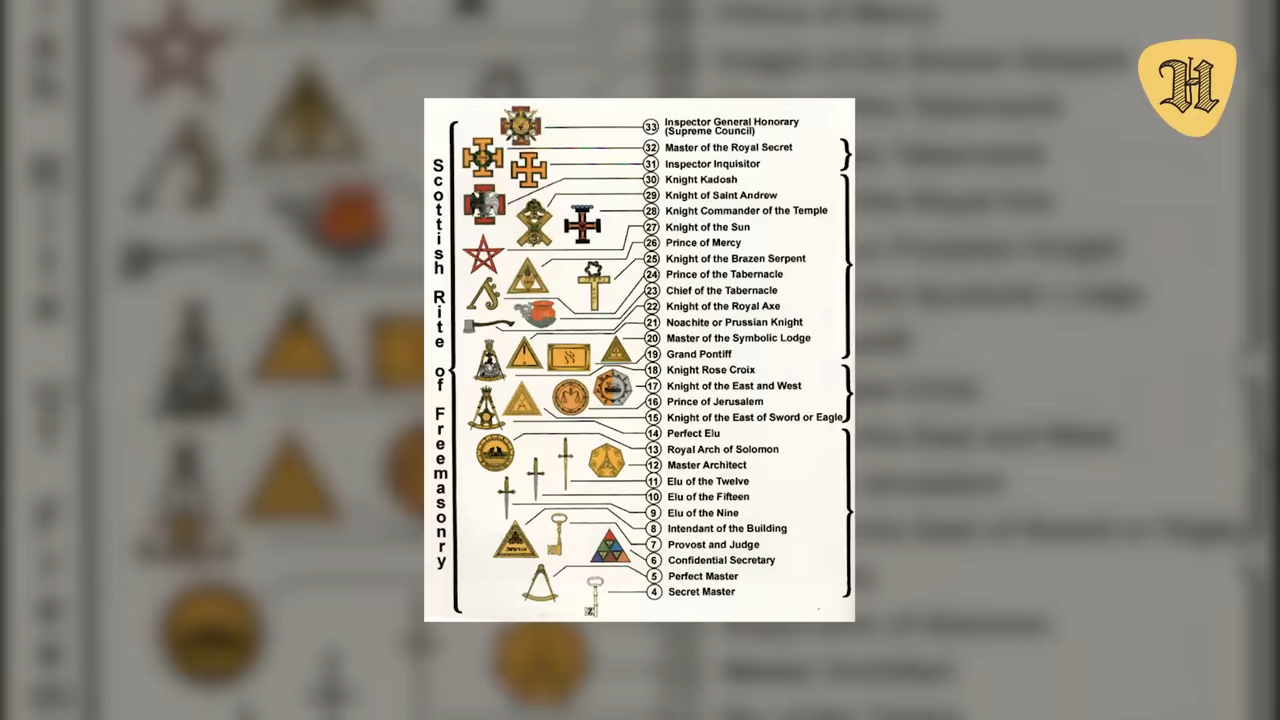 H
Scottish Rite of Freemasonry
33 Inspector General Honorary
(Supreme Council)
32 Master of the Royal Secret
31 Inspector Inquisitor
30 Knight Kadosh
29 Knight of Saint Andrew
28 Knight Commander of the Temple
27 Knight of the Sun
26 Prince of Mercy
25 Knight of the Brazen Serpent
24 Prince of the Tabernacle
23 Chief of the Tabernacle
22 Knight of the Royal Axe
21 Noachite or Prussian Knight
20 Master of the Symbolic Lodge
19 Grand Pontiff
18 Knight Rose Croix
17 Knight of the East and West
16 Prince of Jerusalem
15 Knight of the East of Sword or Eagle
14 Perfect Elu
13 Royal Arch of Solomon
12 Master Architect
11 Elu of the Twelve
10 Elu of the Fifteen
9 Elu of the Nine
8 Intendant of the Building
7 Provost and Judge
6 Confidential Secretary
5 Perfect Master
4 Secret Master
Z